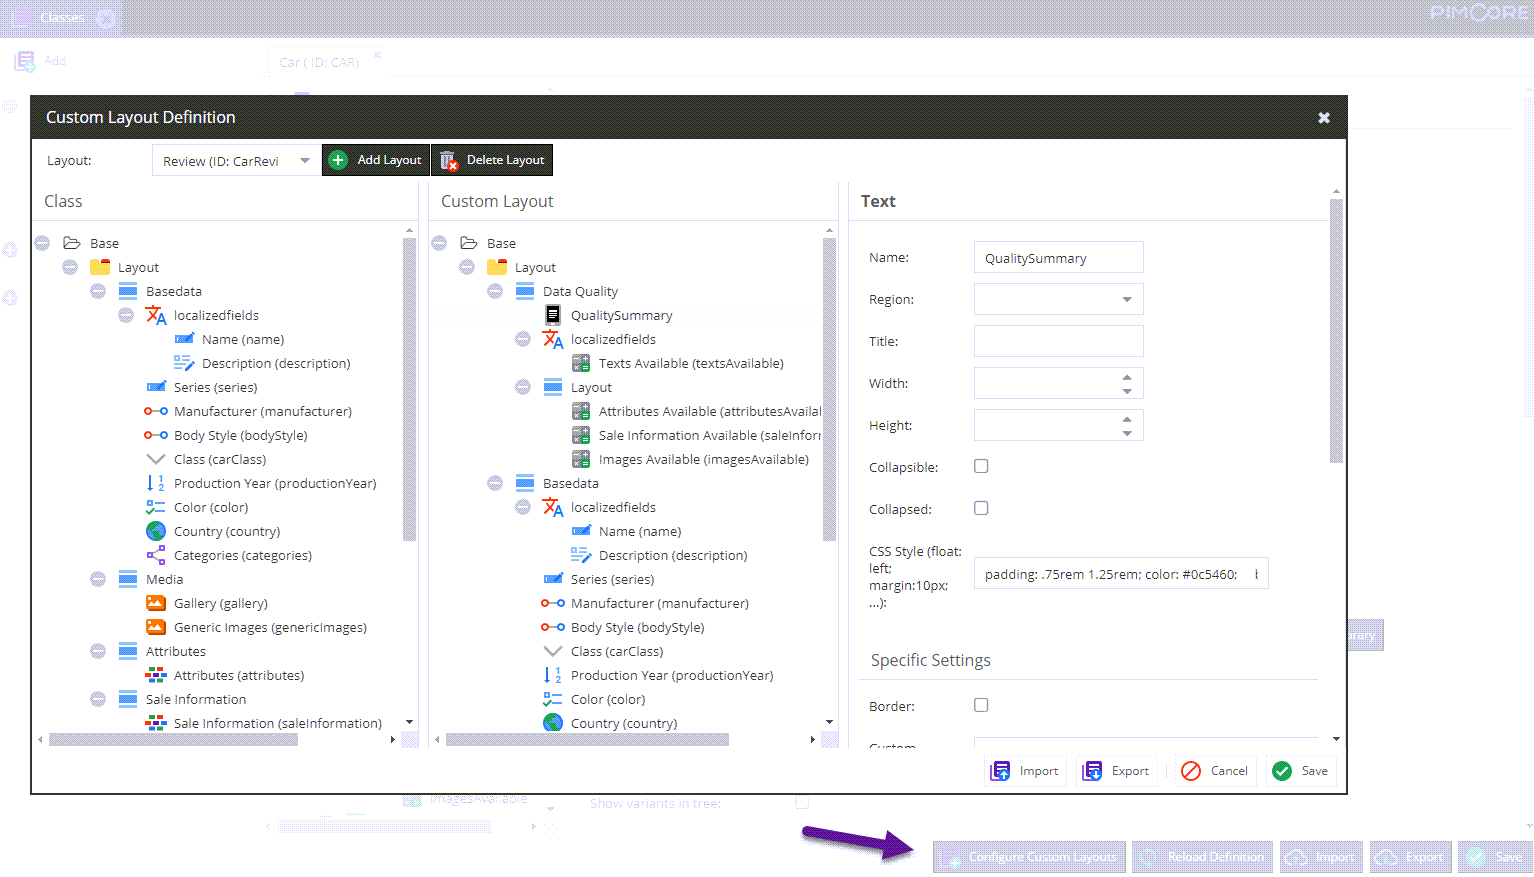 Classes
PIMCORE
Add
Car ( ID: CAR)
Custom Layout Definition
Layout:
Review (ID: CarRevi
Add Layout
Delete Layout
Class
Base
Layout
Basedata
localizedfields
Name (name)
Description (description)
Series (series)
Manufacturer (manufacturer)
Body Style (bodyStyle)
Class (carClass)
Production Year (productionYear)
Color (color)
Country (country)
Categories (categories)
Media
Gallery (gallery)
Generic Images (genericImages)
Attributes
Attributes (attributes)
Sale Information
Sale Information (saleInformation)
Custom Layout
Base
Layout
Data Quality
QualitySummary
localizedfields
Texts Available (textsAvailable)
Layout
Attributes Available (attributesAvailal
Sale Information Available (saleInforr
Images Available (imagesAvailable)
Basedata
localizedfields
Name (name)
Description (description)
Series (series)
Manufacturer (manufacturer)
Body Style (bodyStyle)
Class (carClass)
Production Year (productionYear)
Color (color)
Country (country)
Text
Name:
QualitySummary
Region:
Title:
Width:
Height:
Collapsible:
Collapsed:
CSS Style (float:
left;
margin:10px;
...):
padding: .75rem 1.25rem; color: #0c5460;
Specific Settings
Border:
Custom
Import
Export
Cancel
Save
imagesAvailable
Show variants in tree:
Configure Custom Layouts
Reload Definition
Import
Export
Save